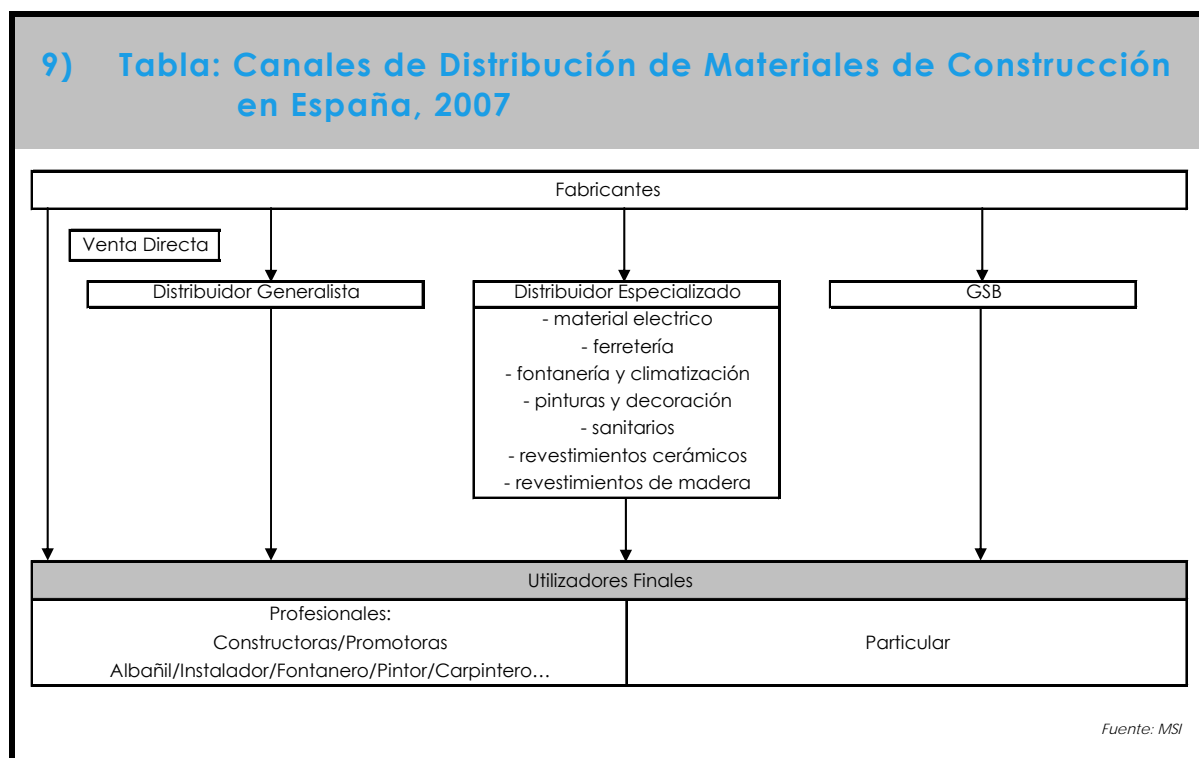 9) Tabla: Canales de Distribución de Materiales de Construcción
en España, 2007
Fabricantes
Venta Directa
Distribuidor Generalista
Distribuidor Especializado
GSB
- material electrico
- ferretería
- fontanería y climatización
- pinturas y decoración
- sanitarios
- revestimientos cerámicos
- revestimientos de madera
Utilizadores Finales
Profesionales:
Constructoras/Promotoras
Albañil/Instalador/Fontanero/Pintor/Carpintero…
Particular
Fuente: MSI